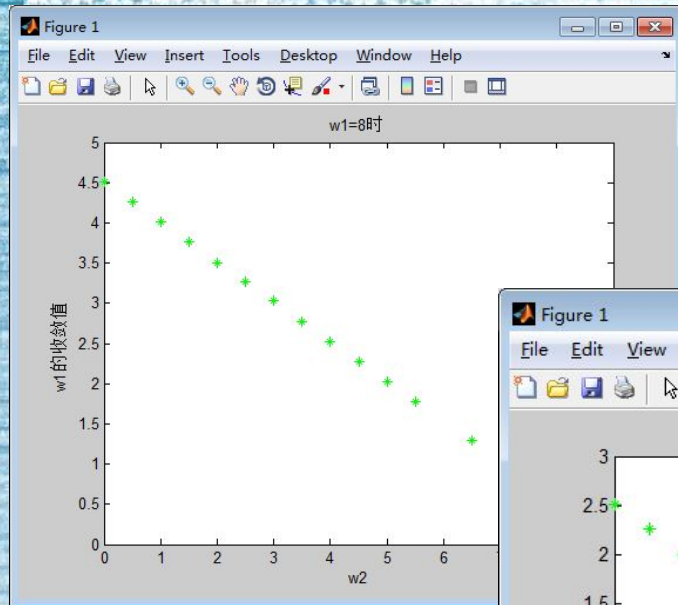 Figure 1
File Edit View Insert Tools Desktop Window Help
w1=8时
5
4.5
4
3.5
3
2.5
2
1.5
1
0.5
0
w1的收敛值
0 1 2 3 4 5 6
w2
Figure 1
File Edit View
3
2.5
2
1.5